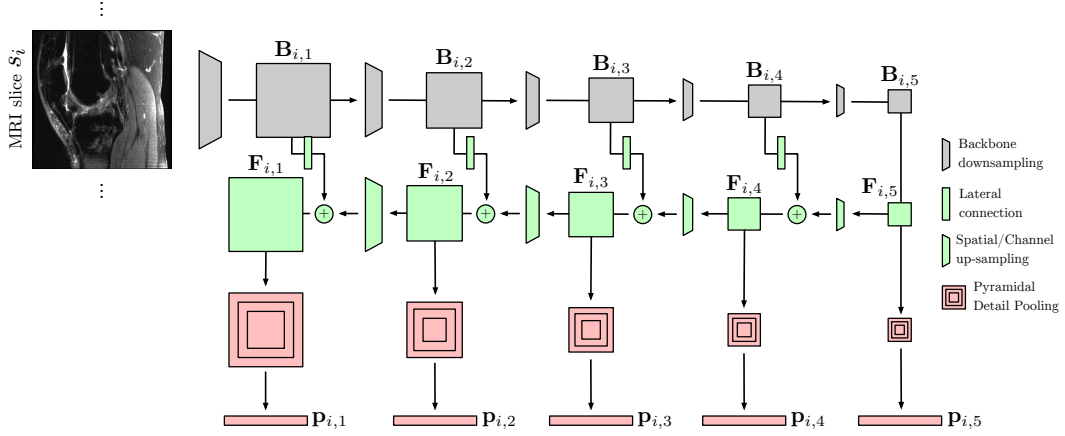 ⋮
MRI slice s_i
⋮
B_{i,1}
B_{i,2}
B_{i,3}
B_{i,4}
B_{i,5}
F_{i,1}
F_{i,2}
F_{i,3}
F_{i,4}
F_{i,5}
+
+
+
+
p_{i,1}
p_{i,2}
p_{i,3}
p_{i,4}
p_{i,5}
Backbone
downsampling
Lateral
connection
Spatial/Channel
up-sampling
Pyramidal
Detail Pooling